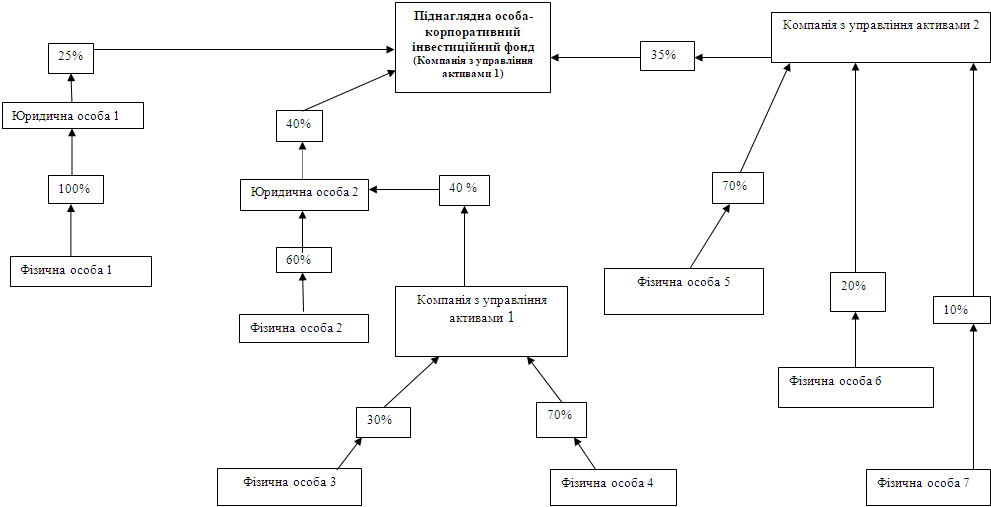 Піднаглядна особа-
корпоративний
інвестиційний фонд
(Компанія з управління
активами 1)
Компанія з управління активами 2
25%
35%
Юридична особа 1
40%
100%
Юридична особа 2
40 %
70%
60%
Фізична особа 1
Фізична особа 5
20%
10%
Компанія з управління
активами 1
Фізична особа 2
Фізична особа 6
30%
70%
Фізична особа 3
Фізична особа 4
Фізична особа 7